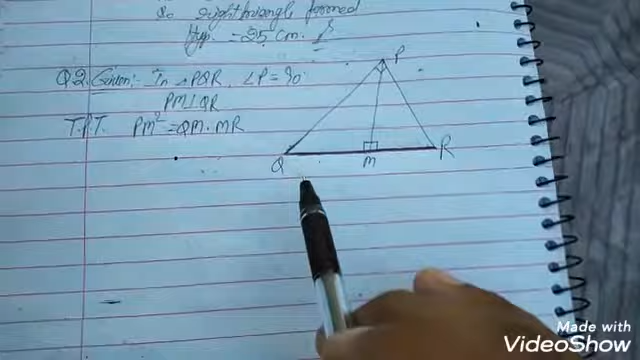 So right triangle formed
Hyp. = 25 cm.
Q2. Given:- In △PQR, ∠P = 90°
PM⊥QR
T.P.T. PM² = QM·MR
P
Q M R
Made with
VideoShow